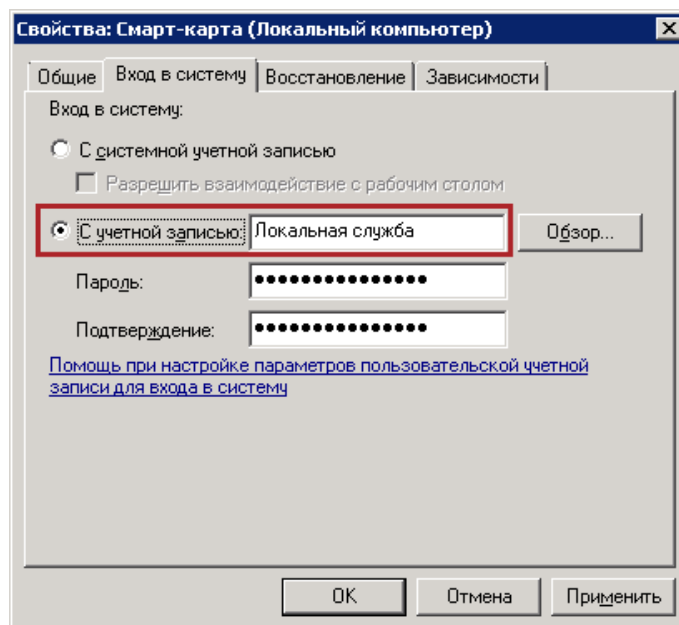 Свойства: Смарт-карта (Локальный компьютер)
Общие Вход в систему Восстановление Зависимости
Вход в систему:
С системной учетной записью
Разрешить взаимодействие с рабочим столом
С учетной записью: Локальная служба Обзор...
Пароль: ●●●●●●●●●●●●●●●
Подтверждение: ●●●●●●●●●●●●●●●
Помощь при настройке параметров пользовательской учетной
записи для входа в систему
ОК Отмена Применить